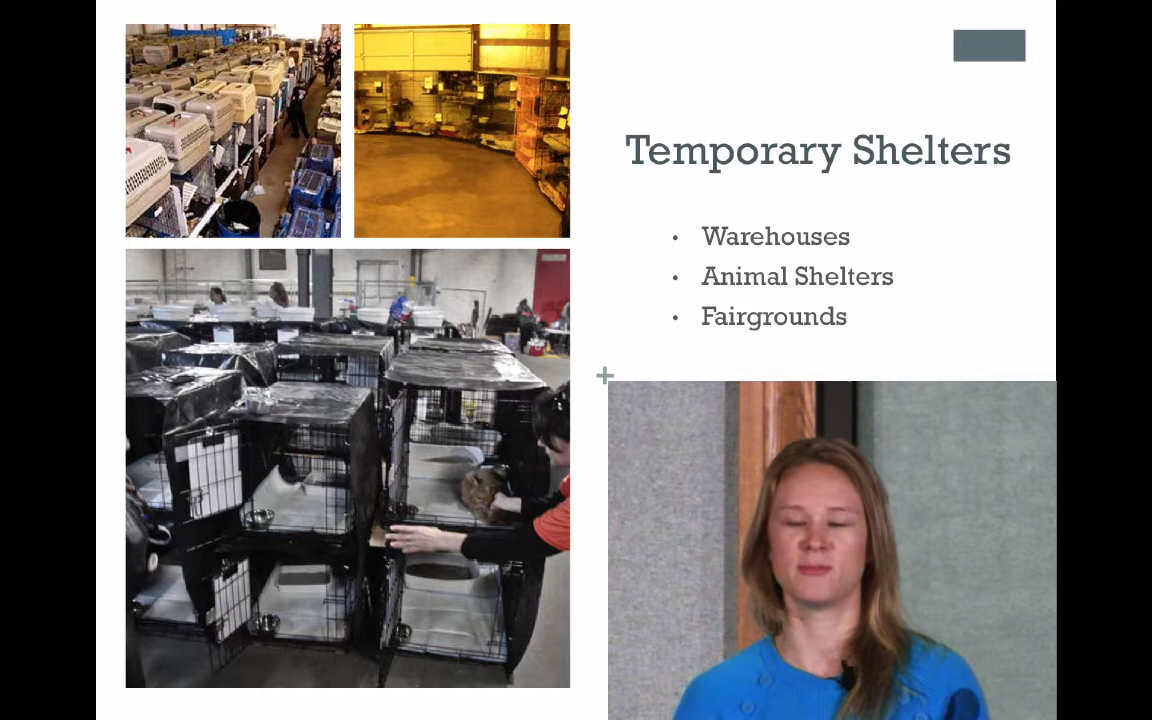 Temporary Shelters
• Warehouses
• Animal Shelters
• Fairgrounds
+